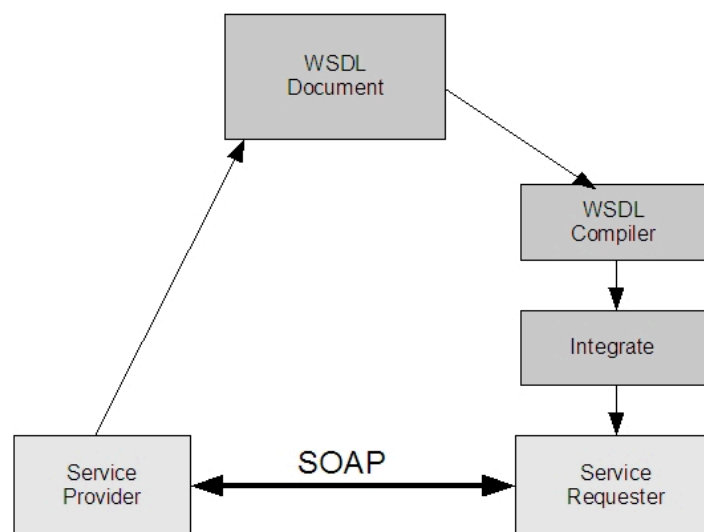 WSDL
Document
WSDL
Compiler
Integrate
SOAP
Service
Provider
Service
Requester